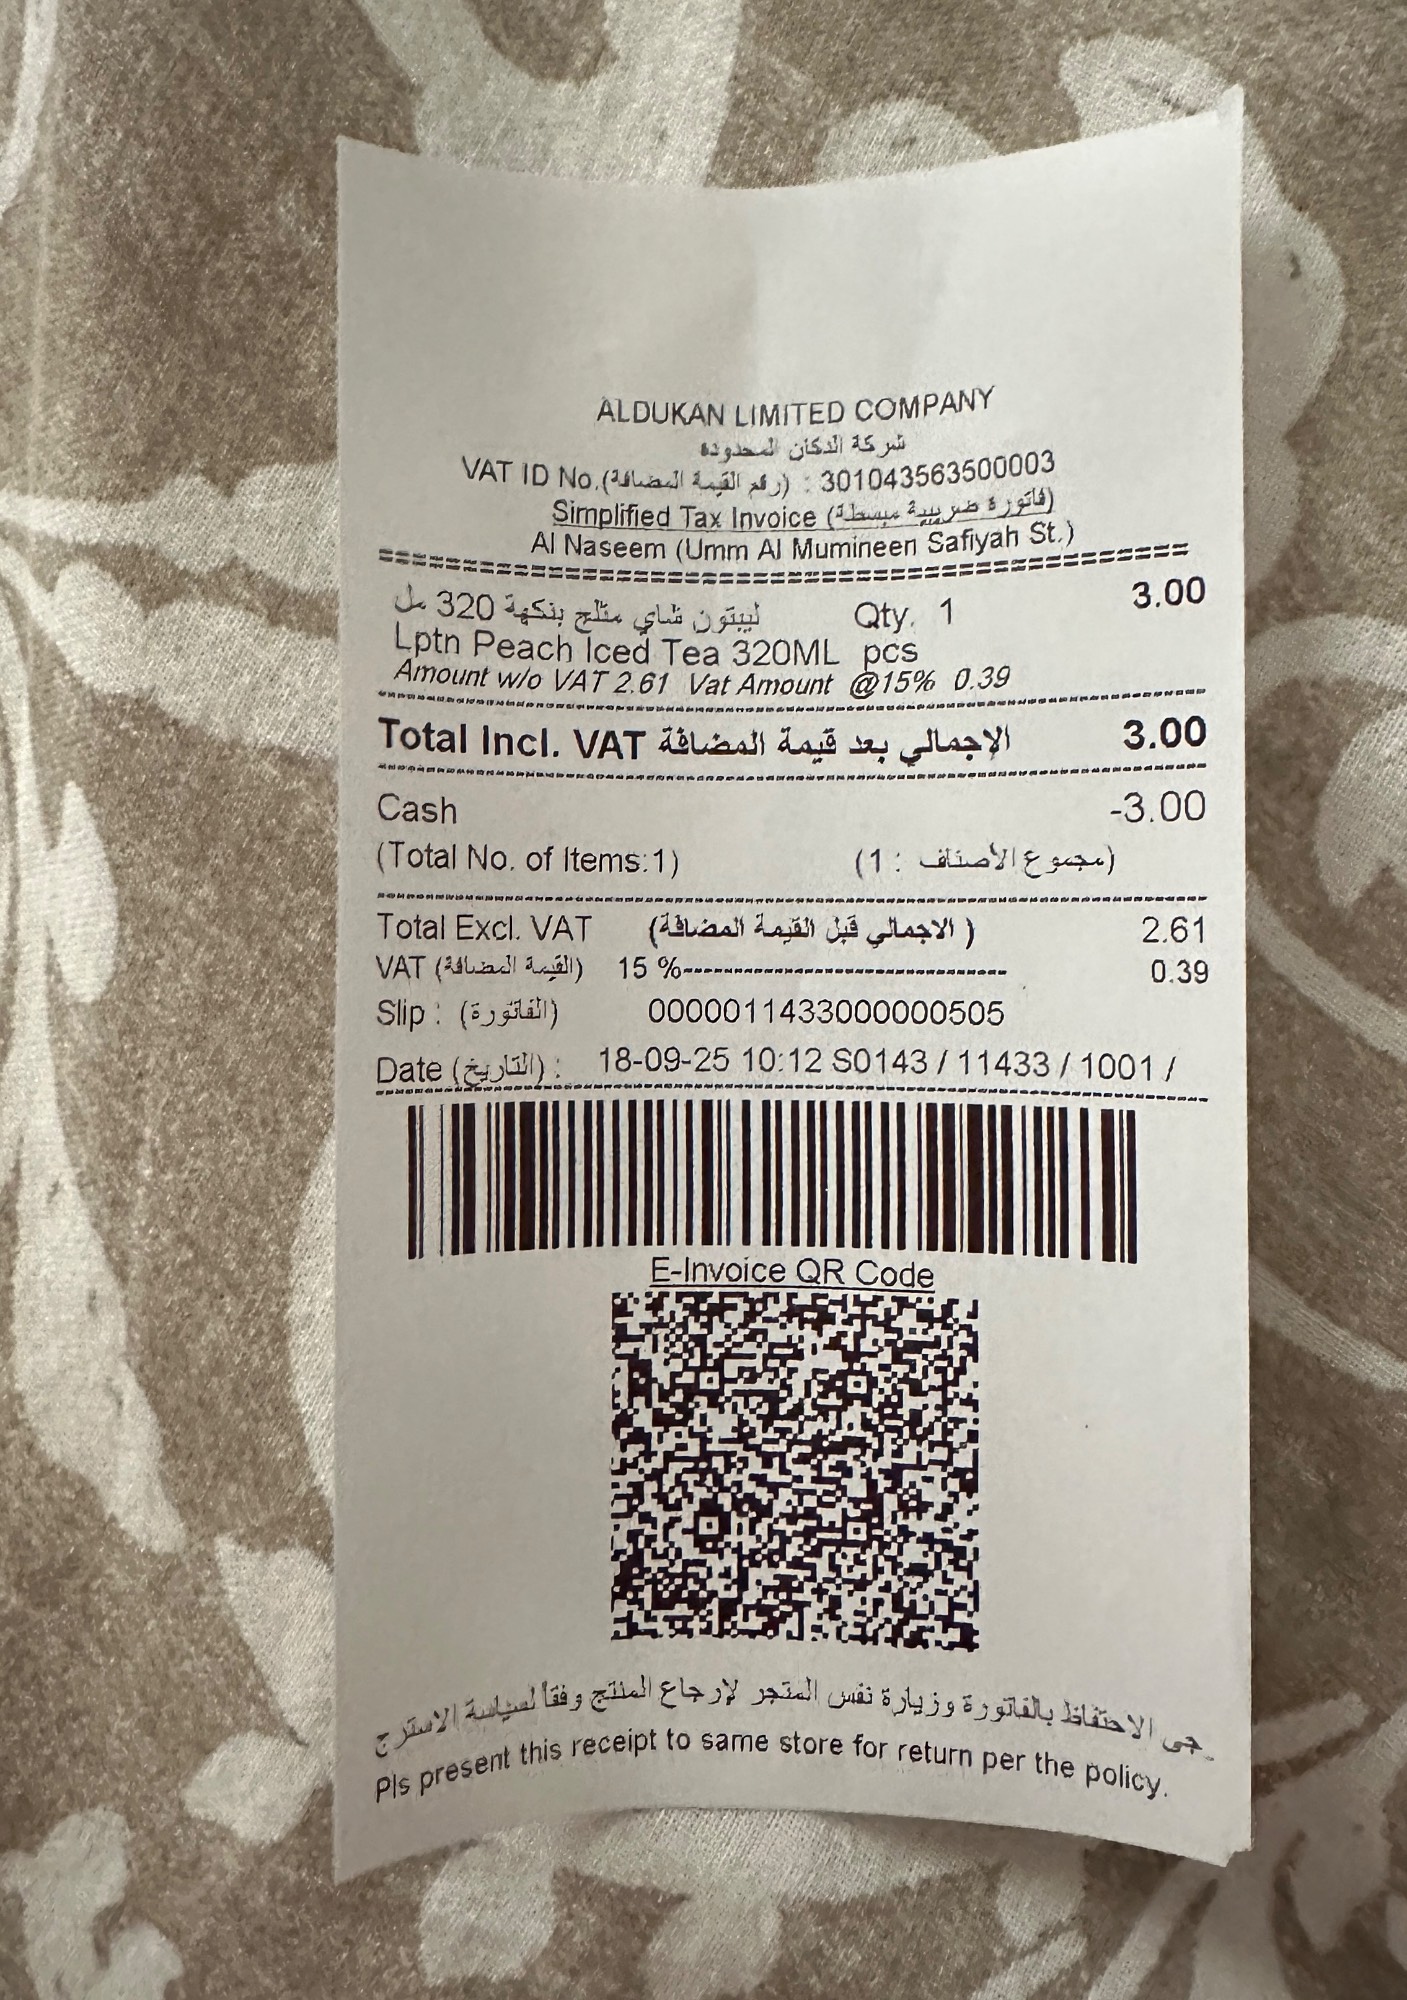 ALDUKAN LIMITED COMPANY
شركة الدكان المحدوده
VAT ID No.(رقم القيمة المضافة) : 301043563500003
Simplified Tax Invoice (فاتورة ضريبية مبسطة)
Al Naseem (Umm Al Mumineen Safiyah St.)
ليبتون شاي مثلج بنكهة 320 مل Qty. 1 3.00
Lptn Peach Iced Tea 320ML pcs
Amount w/o VAT 2.61 Vat Amount @15% 0.39
Total Incl. VAT الاجمالي بعد قيمة المضافة 3.00
Cash -3.00
(Total No. of Items:1) (مجموع الأصناف : 1)
Total Excl. VAT (الاجمالي قبل القيمة المضافة ) 2.61
VAT (القيمة المضافة) 15 % 0.39
Slip : (الفاتورة) 0000011433000000505
Date (التاريخ) : 18-09-25 10:12 S0143 / 11433 / 1001 /
E-Invoice QR Code
جى الاحتفاظ بالفاتورة وزيارة نفس المتجر لإرجاع المنتج وفقاً لسياسة الاسترج
Pls present this receipt to same store for return per the policy.